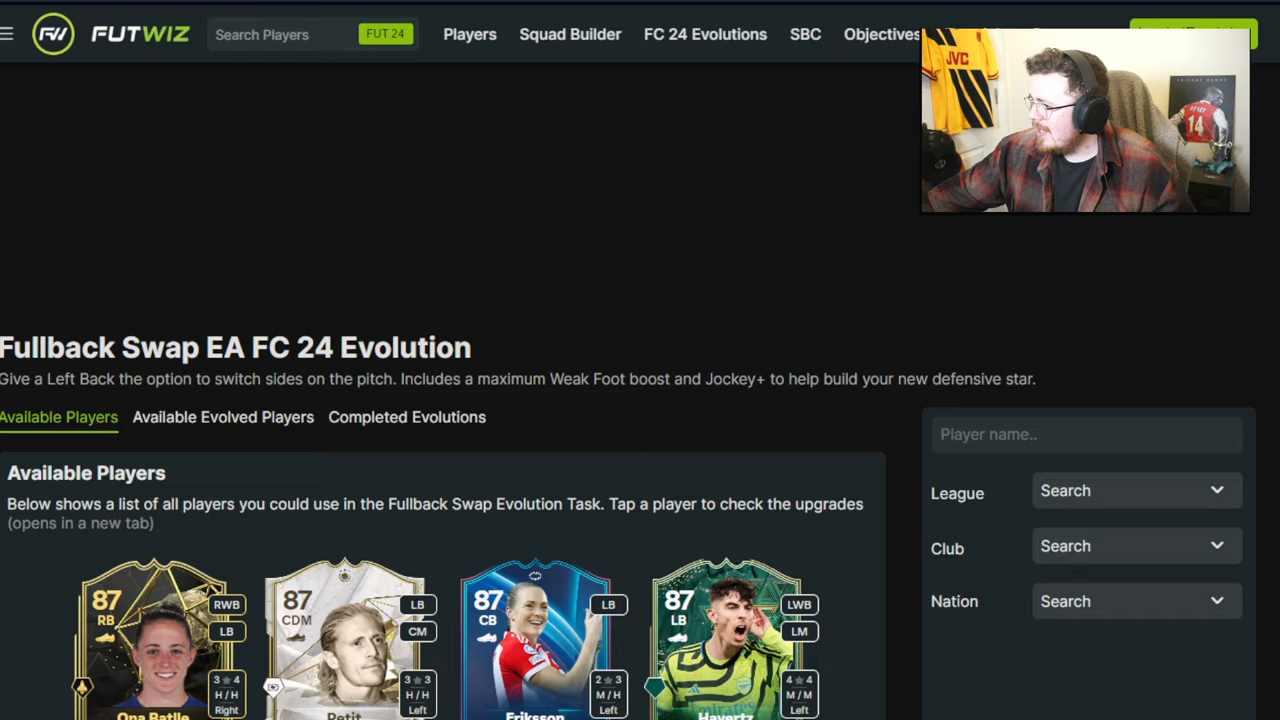 FW FUTWIZ
Search Players FUT 24
Players Squad Builder FC 24 Evolutions SBC Objectives
JVC
THIERRY HENRY
HENRY
14
Fullback Swap EA FC 24 Evolution
Give a Left Back the option to switch sides on the pitch. Includes a maximum Weak Foot boost and Jockey+ to help build your new defensive star.
Available Players Available Evolved Players Completed Evolutions
Player name..
League Search
Club Search
Nation Search
Available Players
Below shows a list of all players you could use in the Fullback Swap Evolution Task. Tap a player to check the upgrades
(opens in a new tab)
87
RB
RWB
LB
3 ★ 4
H / H
Right
Ona Batlle
87
CDM
LB
CM
3 ★ 3
H / H
Left
Petit
87
CB
LB
2 ★ 3
M / H
Left
Eriksson
87
LB
LWB
LM
4 ★ 4
M / M
Left
Havertz